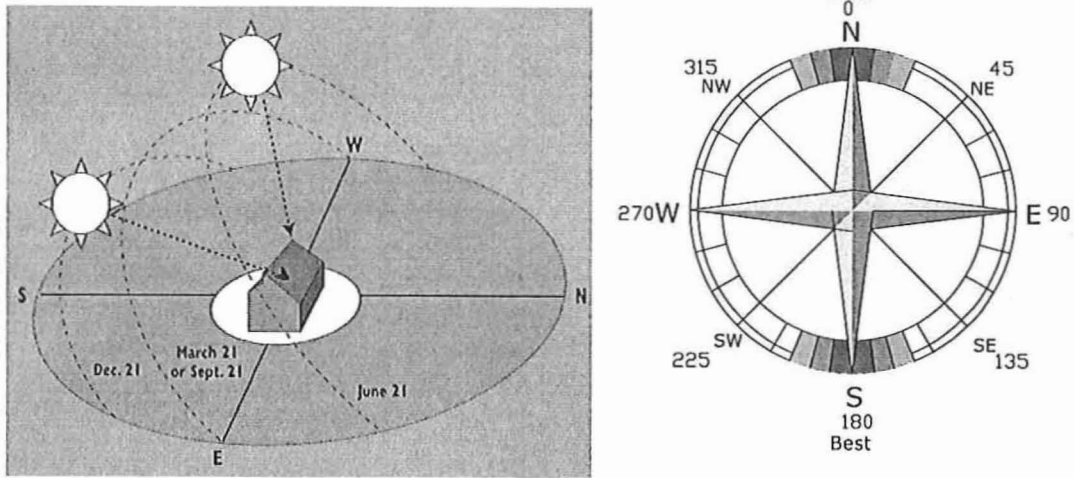 W
S
N
Dec. 21
March 21
or Sept. 21
June 21
E
0
N
315
NW
45
NE
270 W
E 90
SW
225
SE
135
S
180
Best